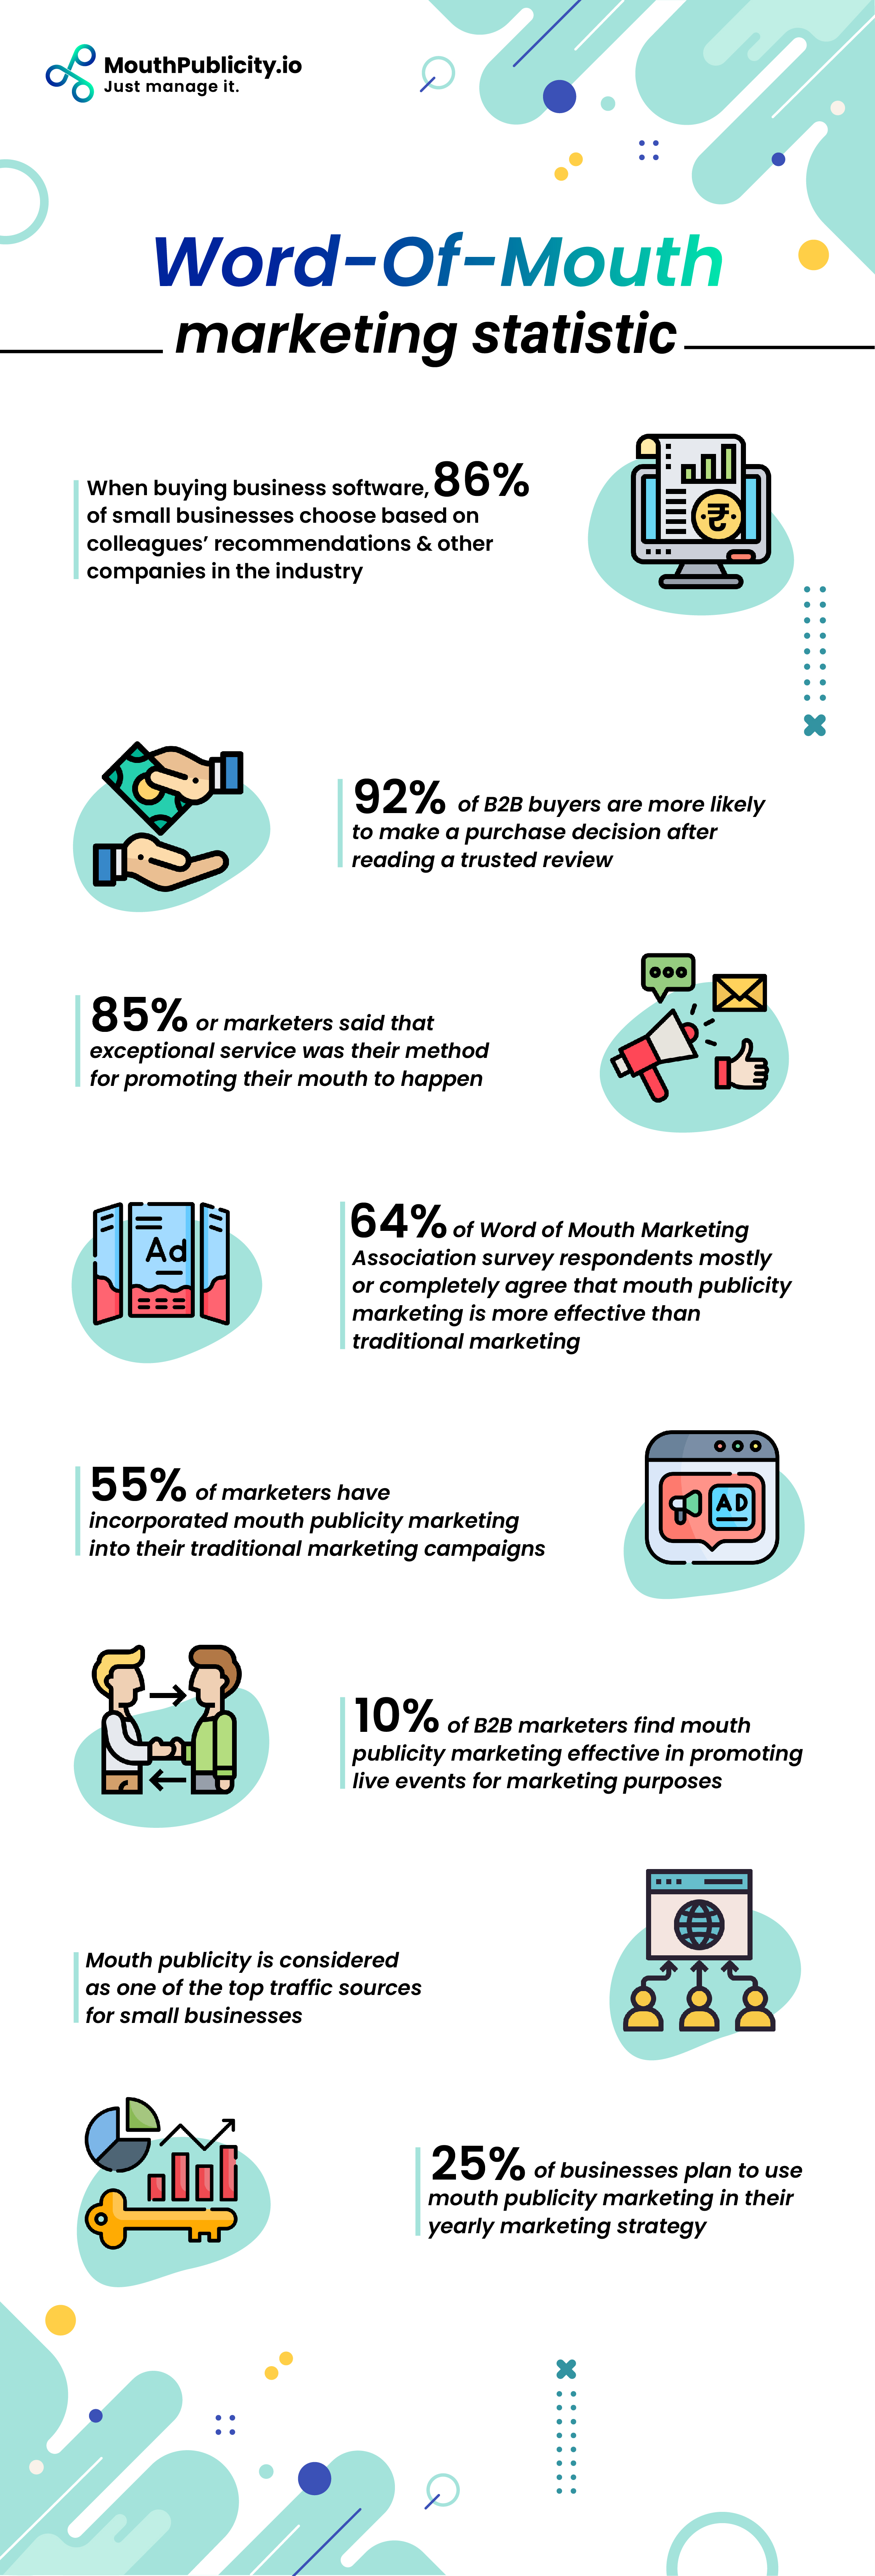 MouthPublicity.io
Just manage it.
Word-Of-Mouth
marketing statistic
When buying business software, 86%
of small businesses choose based on
colleagues’ recommendations & other
companies in the industry
₹
92% of B2B buyers are more likely
to make a purchase decision after
reading a trusted review
85% or marketers said that
exceptional service was their method
for promoting their mouth to happen
Ad
64% of Word of Mouth Marketing
Association survey respondents mostly
or completely agree that mouth publicity
marketing is more effective than
traditional marketing
55% of marketers have
incorporated mouth publicity marketing
into their traditional marketing campaigns
AD
10% of B2B marketers find mouth
publicity marketing effective in promoting
live events for marketing purposes
Mouth publicity is considered
as one of the top traffic sources
for small businesses
25% of businesses plan to use
mouth publicity marketing in their
yearly marketing strategy